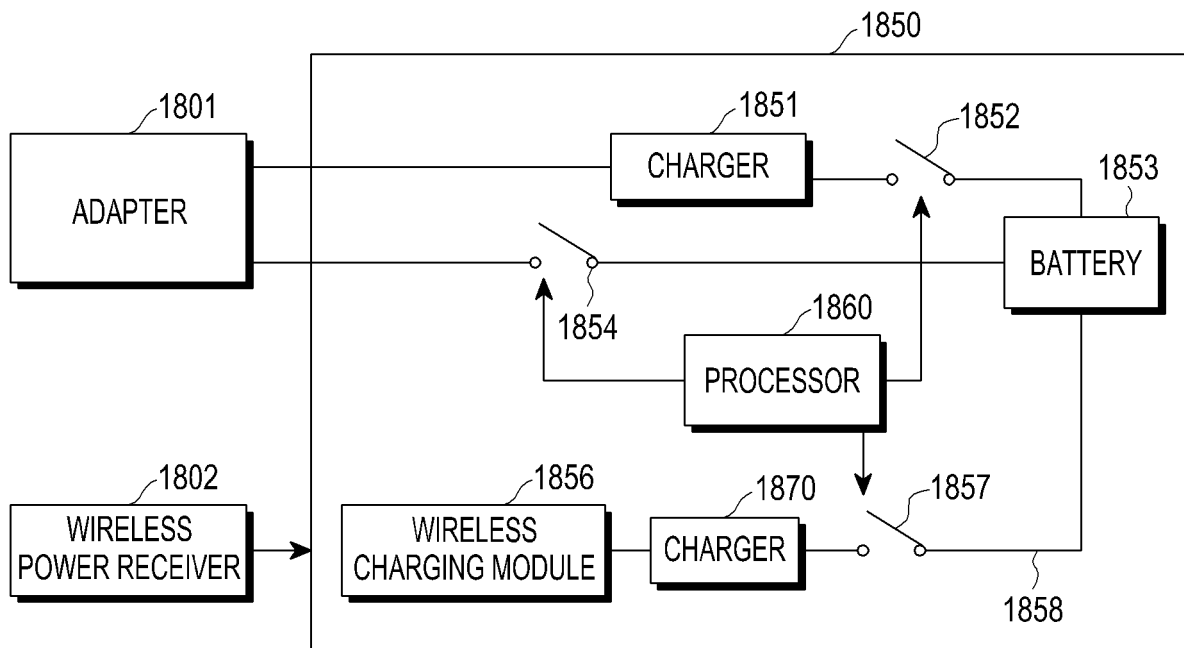 1850
1801
1851
1852
1853
CHARGER
ADAPTER
BATTERY
1854
1860
PROCESSOR
1802
1856
1870
1857
WIRELESS
POWER RECEIVER
WIRELESS
CHARGING MODULE
CHARGER
1858